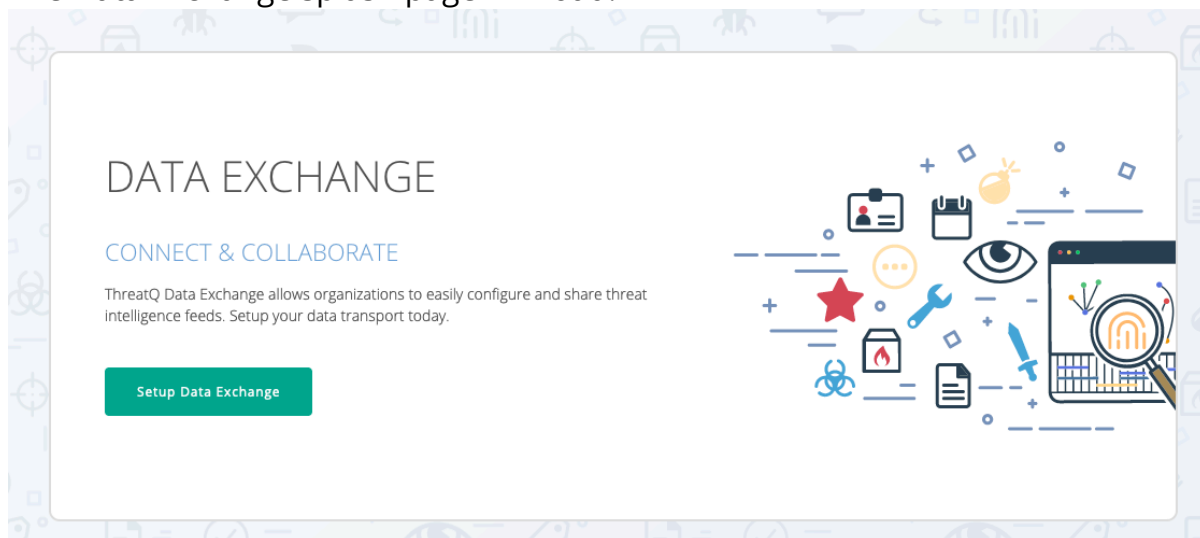 DATA EXCHANGE
CONNECT & COLLABORATE
ThreatQ Data Exchange allows organizations to easily configure and share threat
intelligence feeds. Setup your data transport today.
Setup Data Exchange